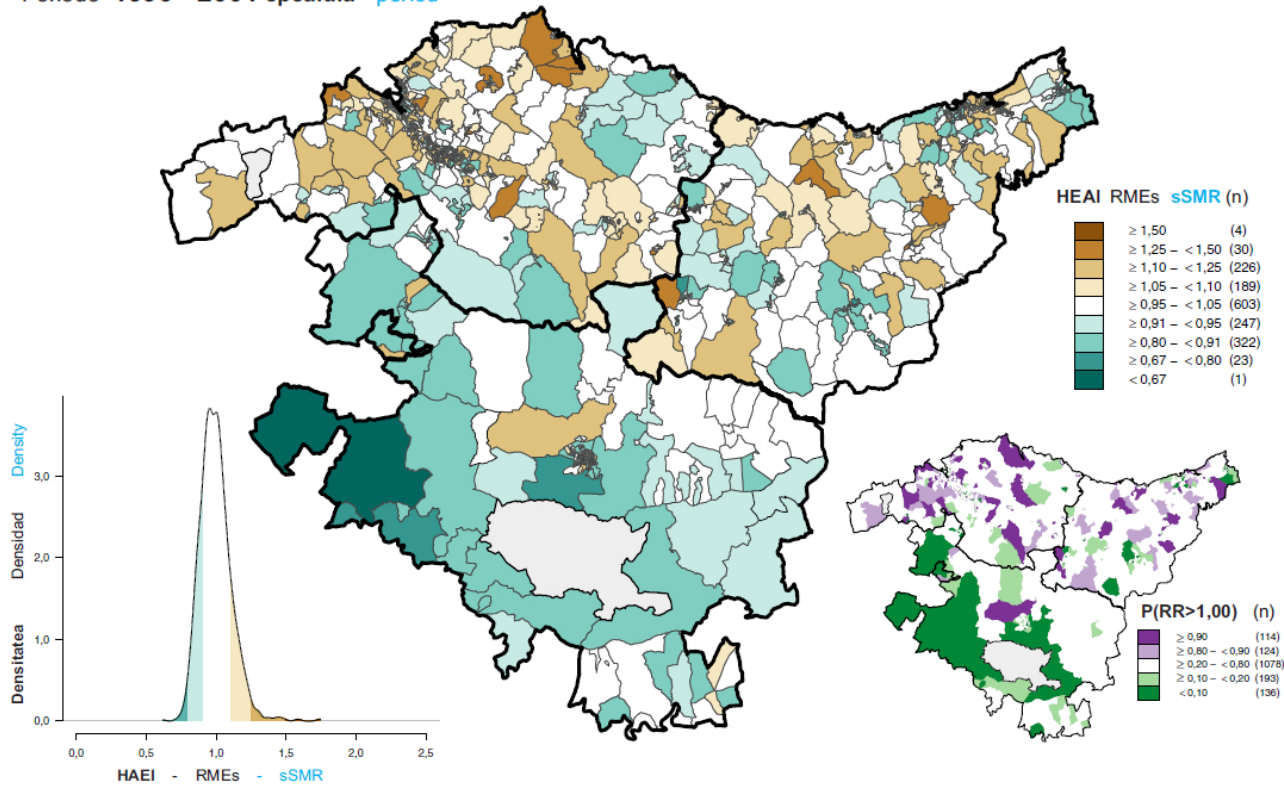 period
HEAI RMEs sSMR (n)
≥ 1,50 (4)
≥ 1,25 – < 1,50 (30)
≥ 1,10 – < 1,25 (226)
≥ 1,05 – < 1,10 (189)
≥ 0,95 – < 1,05 (603)
≥ 0,91 – < 0,95 (247)
≥ 0,80 – < 0,91 (322)
≥ 0,67 – < 0,80 (23)
< 0,67 (1)
Densitatea Densidad Density
3,0
2,0
1,0
0,0
0,0 0,5 1,0 1,5 2,0 2,5
HAEI - RMEs - sSMR
P(RR>1,00) (n)
≥ 0,90 (114)
≥ 0,80 – < 0,90 (124)
≥ 0,20 – < 0,80 (1078)
≥ 0,10 – < 0,20 (193)
< 0,10 (136)